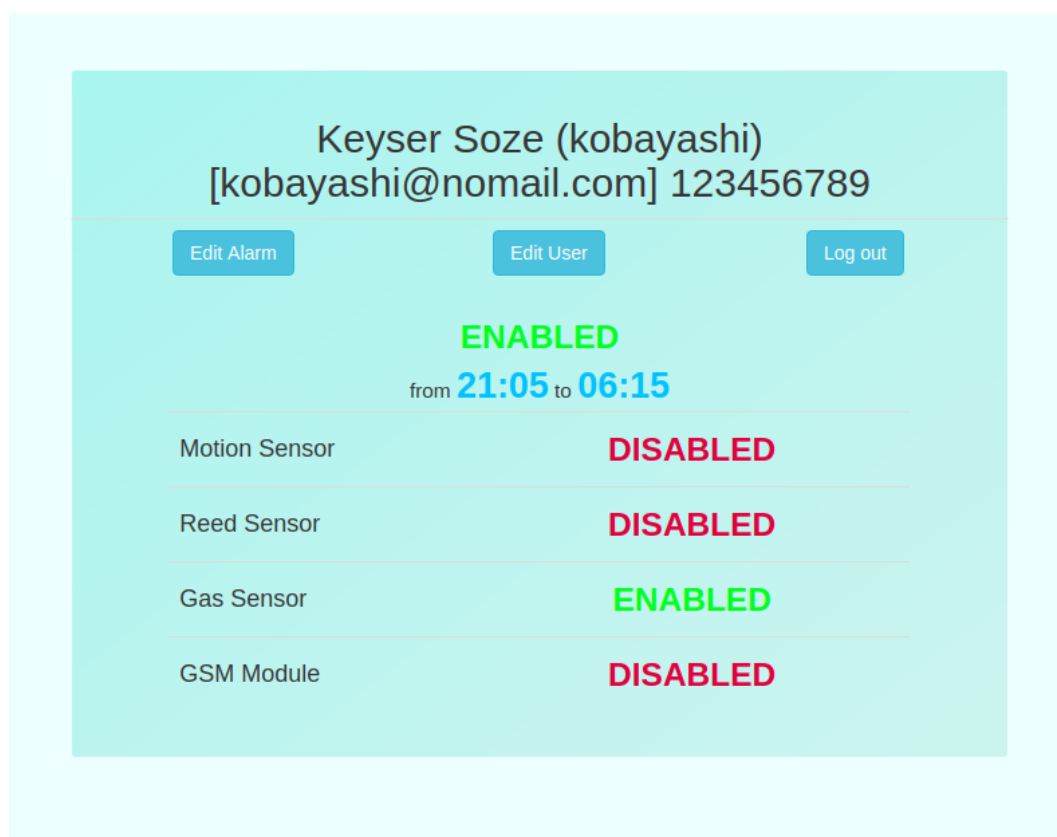 Keyser Soze (kobayashi)
[kobayashi@nomail.com] 123456789
Edit Alarm Edit User Log out
ENABLED
from 21:05 to 06:15
Motion Sensor DISABLED
Reed Sensor DISABLED
Gas Sensor ENABLED
GSM Module DISABLED